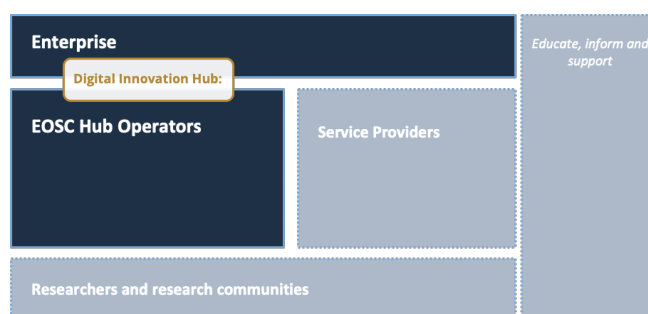 Enterprise
Educate, inform and
support
Digital Innovation Hub:
EOSC Hub Operators
Service Providers
Researchers and research communities